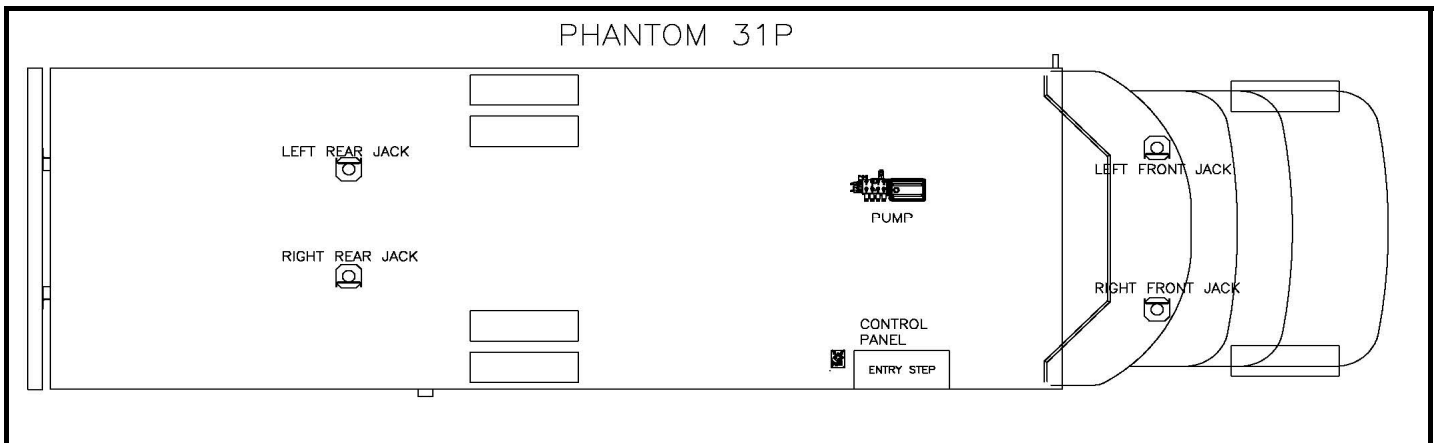 PHANTOM 31P
LEFT REAR JACK
LEFT FRONT JACK
PUMP
RIGHT REAR JACK
RIGHT FRONT JACK
CONTROL
PANEL
ENTRY STEP